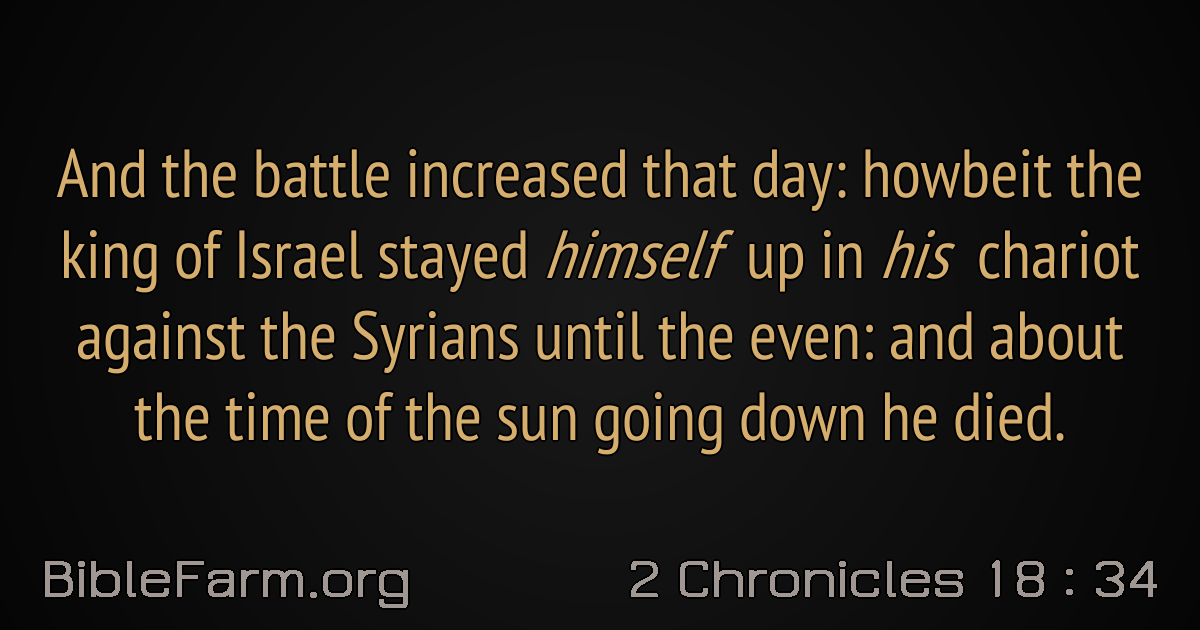 And the battle increased that day: howbeit the
king of Israel stayed himself up in his chariot
against the Syrians until the even: and about
the time of the sun going down he died.
BibleFarm.org
2 Chronicles 18 : 34